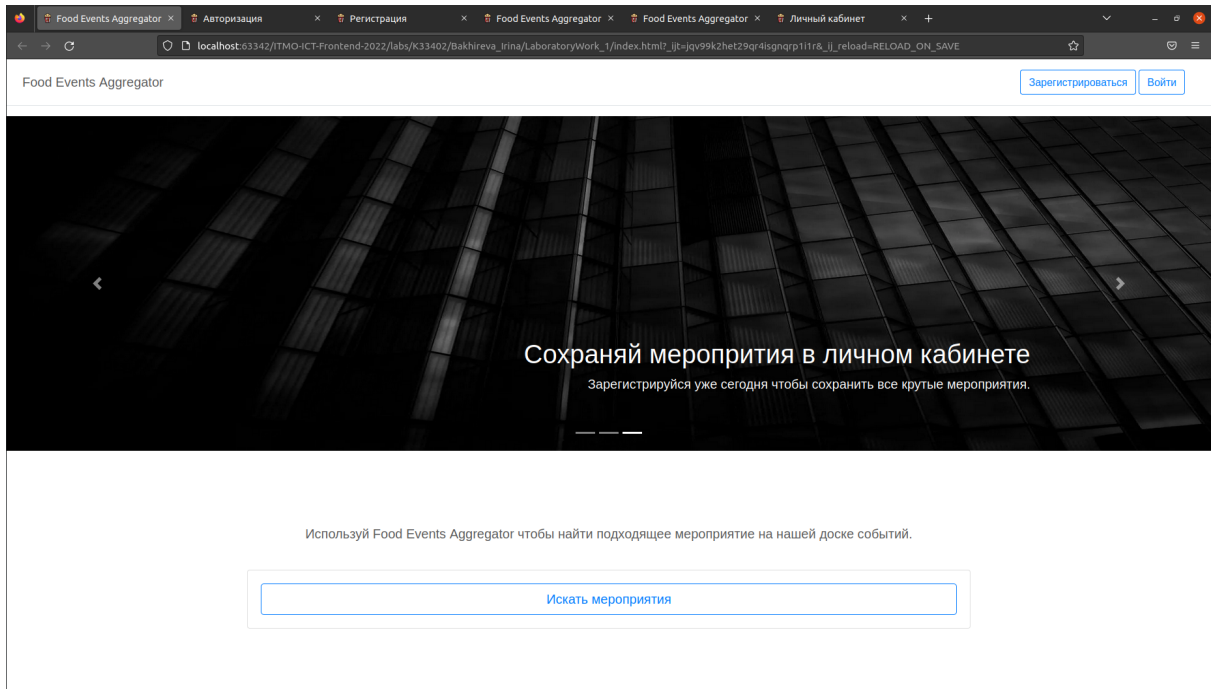 Food Events Aggregator
Авторизация
Регистрация
Food Events Aggregator
Food Events Aggregator
Личный кабинет
localhost:63342/ITMO-ICT-Frontend-2022/labs/K33402/Bakhireva_Irina/LaboratoryWork_1/index.html?_ijt=jqv99k2het29qr4isgnqrp1i1r&_ij_reload=RELOAD_ON_SAVE
Food Events Aggregator
Зарегистрироваться
Войти
Сохраняй меропрития в личном кабинете
Зарегистрируйся уже сегодня чтобы сохранить все крутые мероприятия.
Используй Food Events Aggregator чтобы найти подходящее мероприятие на нашей доске событий.
Искать мероприятия